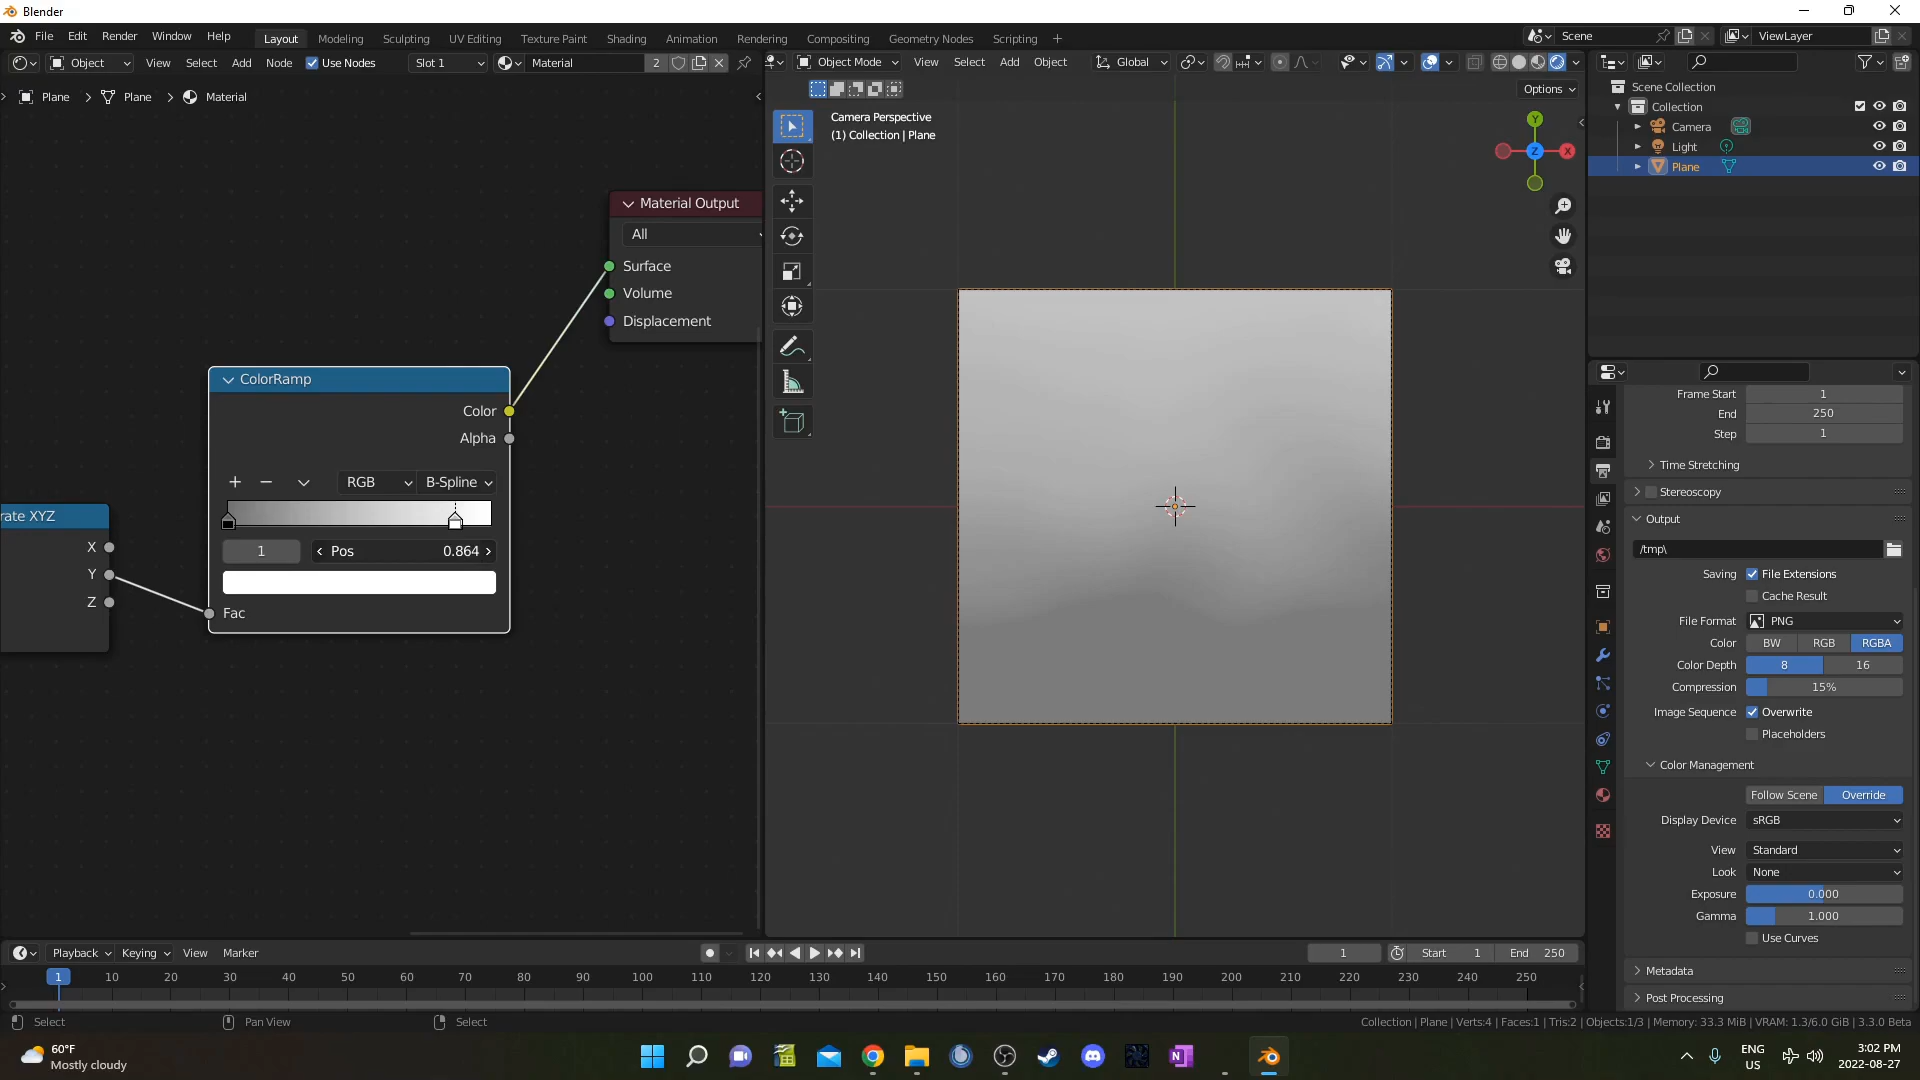 Blender
File Edit Render Window Help Layout Modeling Sculpting UV Editing Texture Paint Shading Animation Rendering Compositing Geometry Nodes Scripting + Scene ViewLayer
Object View Select Add Node Use Nodes Slot 1 Material 2
Object Mode View Select Add Object Global
Options
Plane > Plane > Material
Camera Perspective
(1) Collection | Plane
Y
X
Z
Material Output
All
Surface
Volume
Displacement
ColorRamp
Color
Alpha
RGB B-Spline
1 Pos 0.864
Fac
rate XYZ
X
Y
Z
Scene Collection
Collection
Camera
Light
Plane
Frame Start 1
End 250
Step 1
Time Stretching
Stereoscopy
Output
/tmp\
Saving File Extensions
Cache Result
File Format PNG
Color BW RGB RGBA
Color Depth 8 16
Compression 15%
Image Sequence Overwrite
Placeholders
Color Management
Follow Scene Override
Display Device sRGB
View Standard
Look None
Exposure 0.000
Gamma 1.000
Use Curves
Metadata
Post Processing
Playback Keying View Marker 1 Start 1 End 250
1 10 20 30 40 50 60 70 80 90 100 110 120 130 140 150 160 170 180 190 200 210 220 230 240 250
Select Pan View Select Collection | Plane | Verts:4 | Faces:1 | Tris:2 | Objects:1/3 | Memory: 33.3 MiB | VRAM: 1.3/6.0 GiB | 3.3.0 Beta
60°F
Mostly cloudy
ENG
US
3:02 PM
2022-08-27